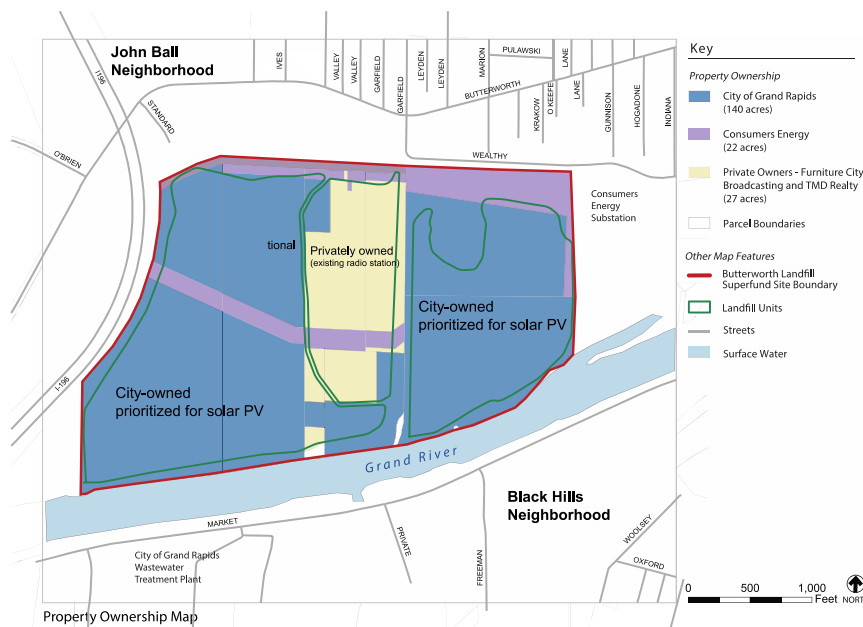 John Ball
Neighborhood
I196
STANDARD
O'BRIEN
I-196
IVES
VALLEY
VALLEY
GARFIELD
GARFIELD
LEYDEN
LEYDEN
MARION
PULAWSKI
LANE
BUTTERWORTH
KRAKOW
O KEEFE
LANE
GUNNISON
HOGADONE
INDIANA
WEALTHY
Consumers
Energy
Substation
tional
Privately owned
(existing radio station)
City-owned
prioritized for solar PV
City-owned
prioritized for solar PV
Grand River
Black Hills
Neighborhood
MARKET
PRIVATE
FREEMAN
WOOLSEY
OXFORD
City of Grand Rapids
Wastewater
Treatment Plant
Property Ownership Map
Key
Property Ownership
City of Grand Rapids
(140 acres)
Consumers Energy
(22 acres)
Private Owners - Furniture City
Broadcasting and TMD Realty
(27 acres)
Parcel Boundaries
Other Map Features
Butterworth Landfill
Superfund Site Boundary
Landfill Units
Streets
Surface Water
0 500 1,000
Feet
NORT